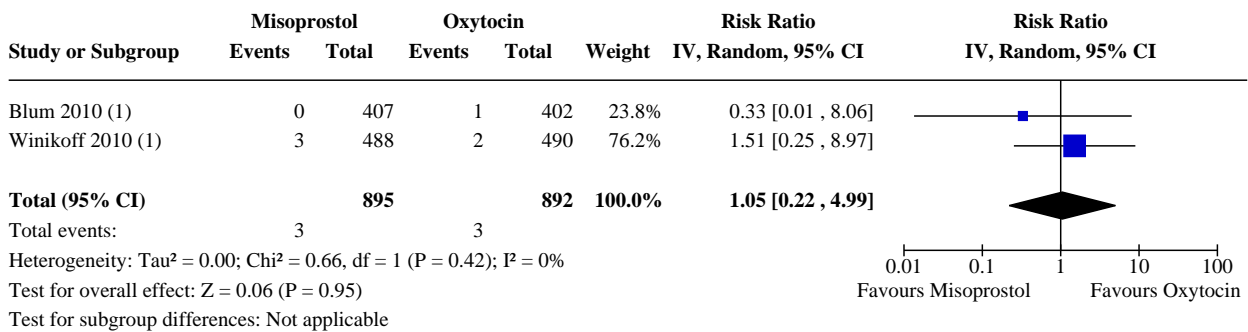 Misoprostol Oxytocin Risk Ratio Risk Ratio
Study or Subgroup Events Total Events Total Weight IV, Random, 95% CI IV, Random, 95% CI
Blum 2010 (1) 0 407 1 402 23.8% 0.33 [0.01 , 8.06]
Winikoff 2010 (1) 3 488 2 490 76.2% 1.51 [0.25 , 8.97]
Total (95% CI) 895 892 100.0% 1.05 [0.22 , 4.99]
Total events: 3 3
Heterogeneity: Tau² = 0.00; Chi² = 0.66, df = 1 (P = 0.42); I² = 0%
0.01 0.1 1 10 100
Test for overall effect: Z = 0.06 (P = 0.95)
Favours Misoprostol Favours Oxytocin
Test for subgroup differences: Not applicable